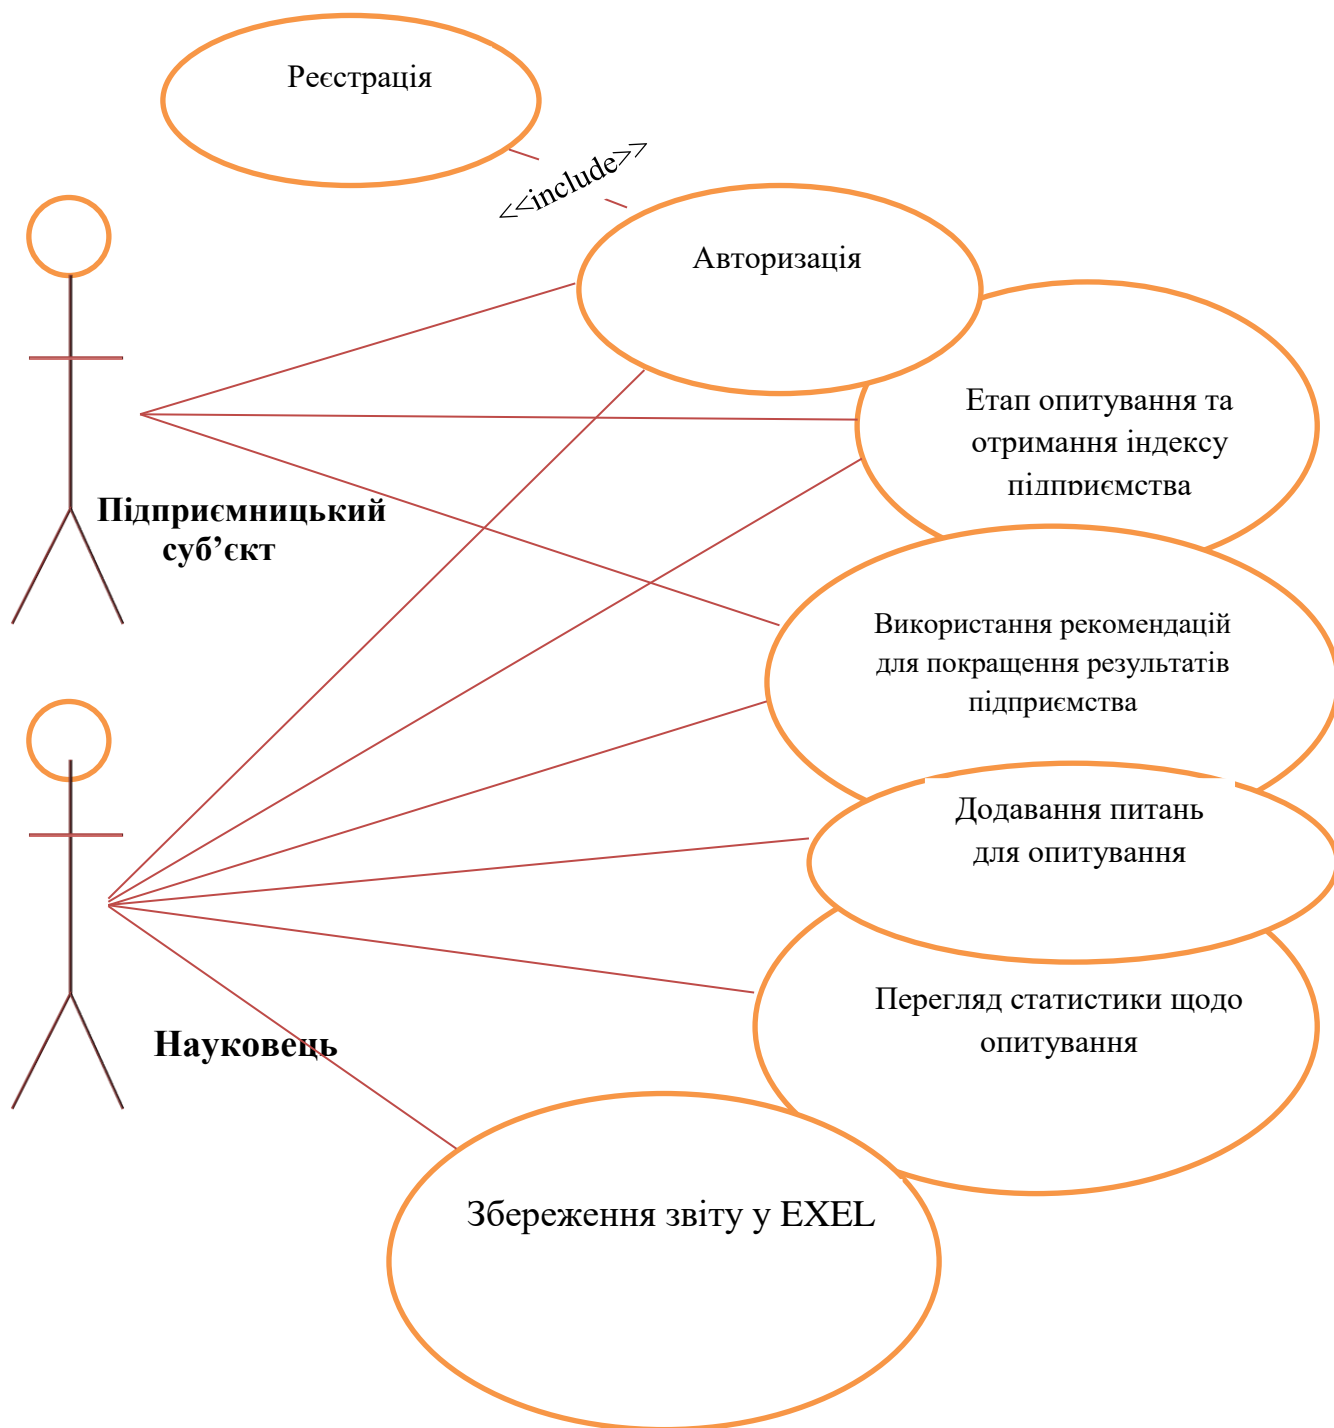 Реєстрація
<<include>>
Авторизація
Етап опитування та
отримання індексу
підприємства
Підприємницький
суб’єкт
Використання рекомендацій
для покращення результатів
підприємства
Додавання питань
для опитування
Перегляд статистики щодо
опитування
Науковець
Збереження звіту у EXEL